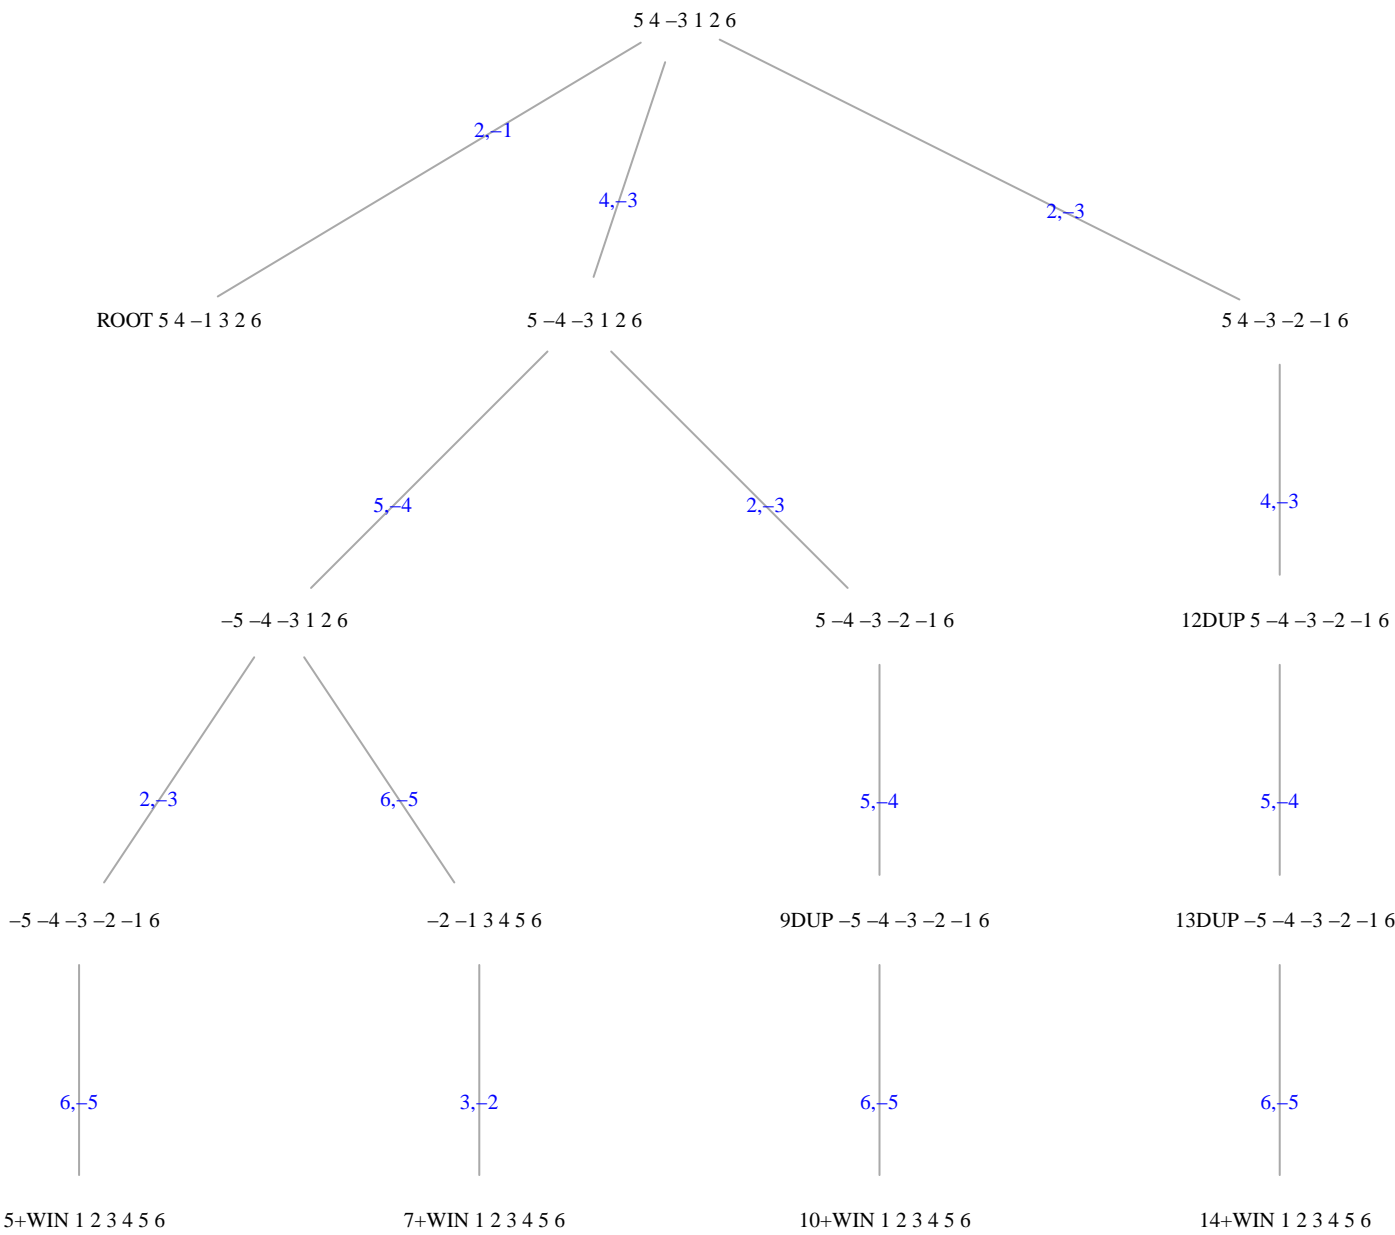 5 4 –3 1 2 6
2,–1
4,–3
2,–3
ROOT 5 4 –1 3 2 6
5 –4 –3 1 2 6
5 4 –3 –2 –1 6
5,–4
2,–3
4,–3
–5 –4 –3 1 2 6
5 –4 –3 –2 –1 6
12DUP 5 –4 –3 –2 –1 6
2,–3
6,–5
5,–4
5,–4
–5 –4 –3 –2 –1 6
–2 –1 3 4 5 6
9DUP –5 –4 –3 –2 –1 6
13DUP –5 –4 –3 –2 –1 6
6,–5
3,–2
6,–5
6,–5
5+WIN 1 2 3 4 5 6
7+WIN 1 2 3 4 5 6
10+WIN 1 2 3 4 5 6
14+WIN 1 2 3 4 5 6